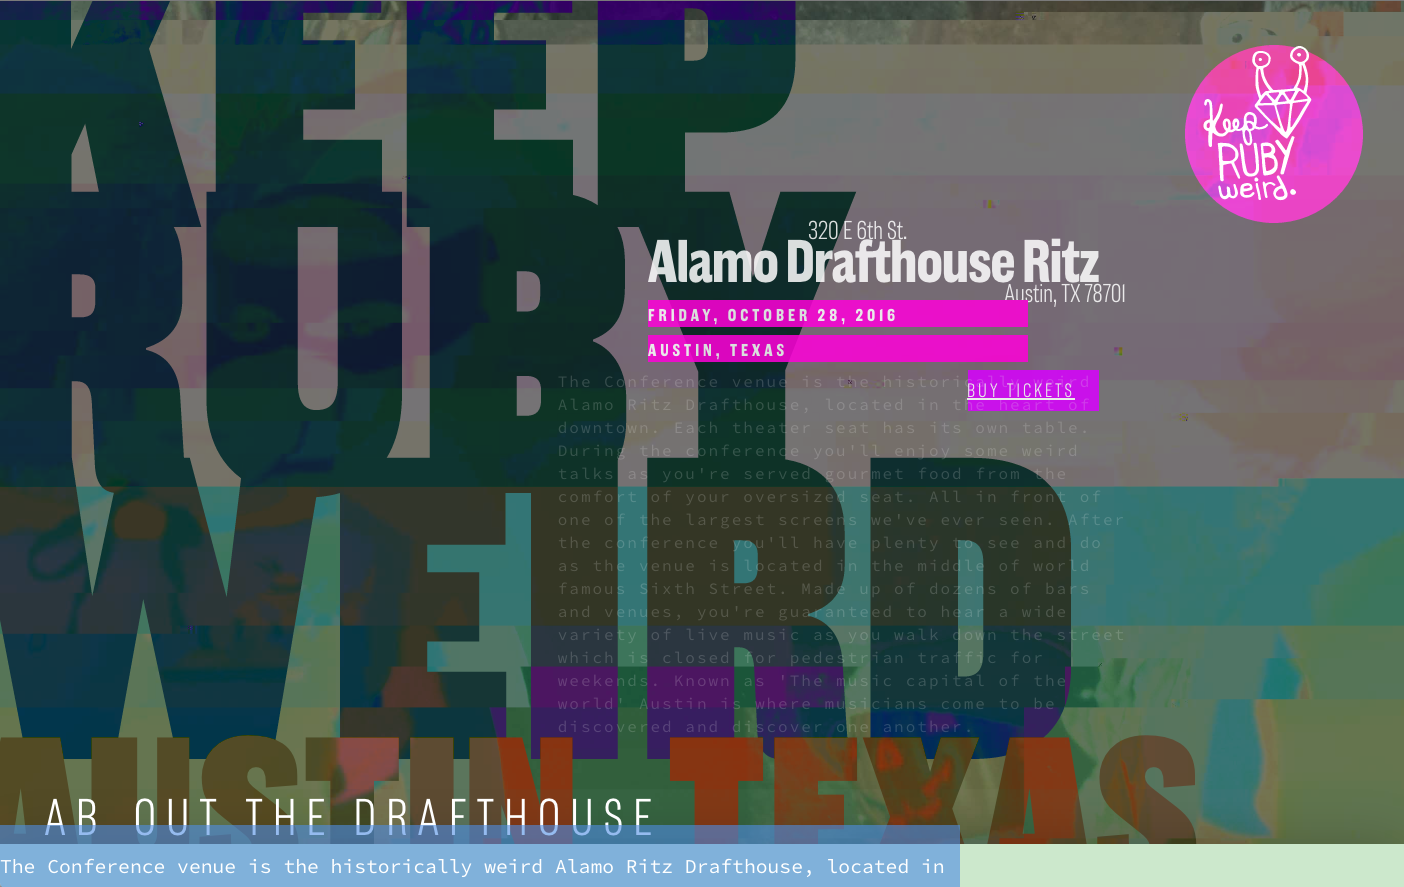 KEEP
RUBY
WEIRD
AUSTIN TEXAS
Keep
RUBY
weird.
320 E 6th St.
Alamo Drafthouse Ritz
Austin, TX 78701
FRIDAY, OCTOBER 28, 2016
AUSTIN, TEXAS
BUY TICKETS
The Conference venue is the historically weird
Alamo Ritz Drafthouse, located in the heart of
downtown. Each theater seat has its own table.
During the conference you'll enjoy some weird
talks as you're served gourmet food from the
comfort of your oversized seat. All in front of
one of the largest screens we've ever seen. After
the conference you'll have plenty to see and do
as the venue is located in the middle of world
famous Sixth Street. Made up of dozens of bars
and venues, you're guaranteed to hear a wide
variety of live music as you walk down the street
which is closed for pedestrian traffic for
weekends. Known as 'The music capital of the
world' Austin is where musicians come to be
discovered and discover one another.
AB OUT THE DRAFTHOUSE
The Conference venue is the historically weird Alamo Ritz Drafthouse, located in